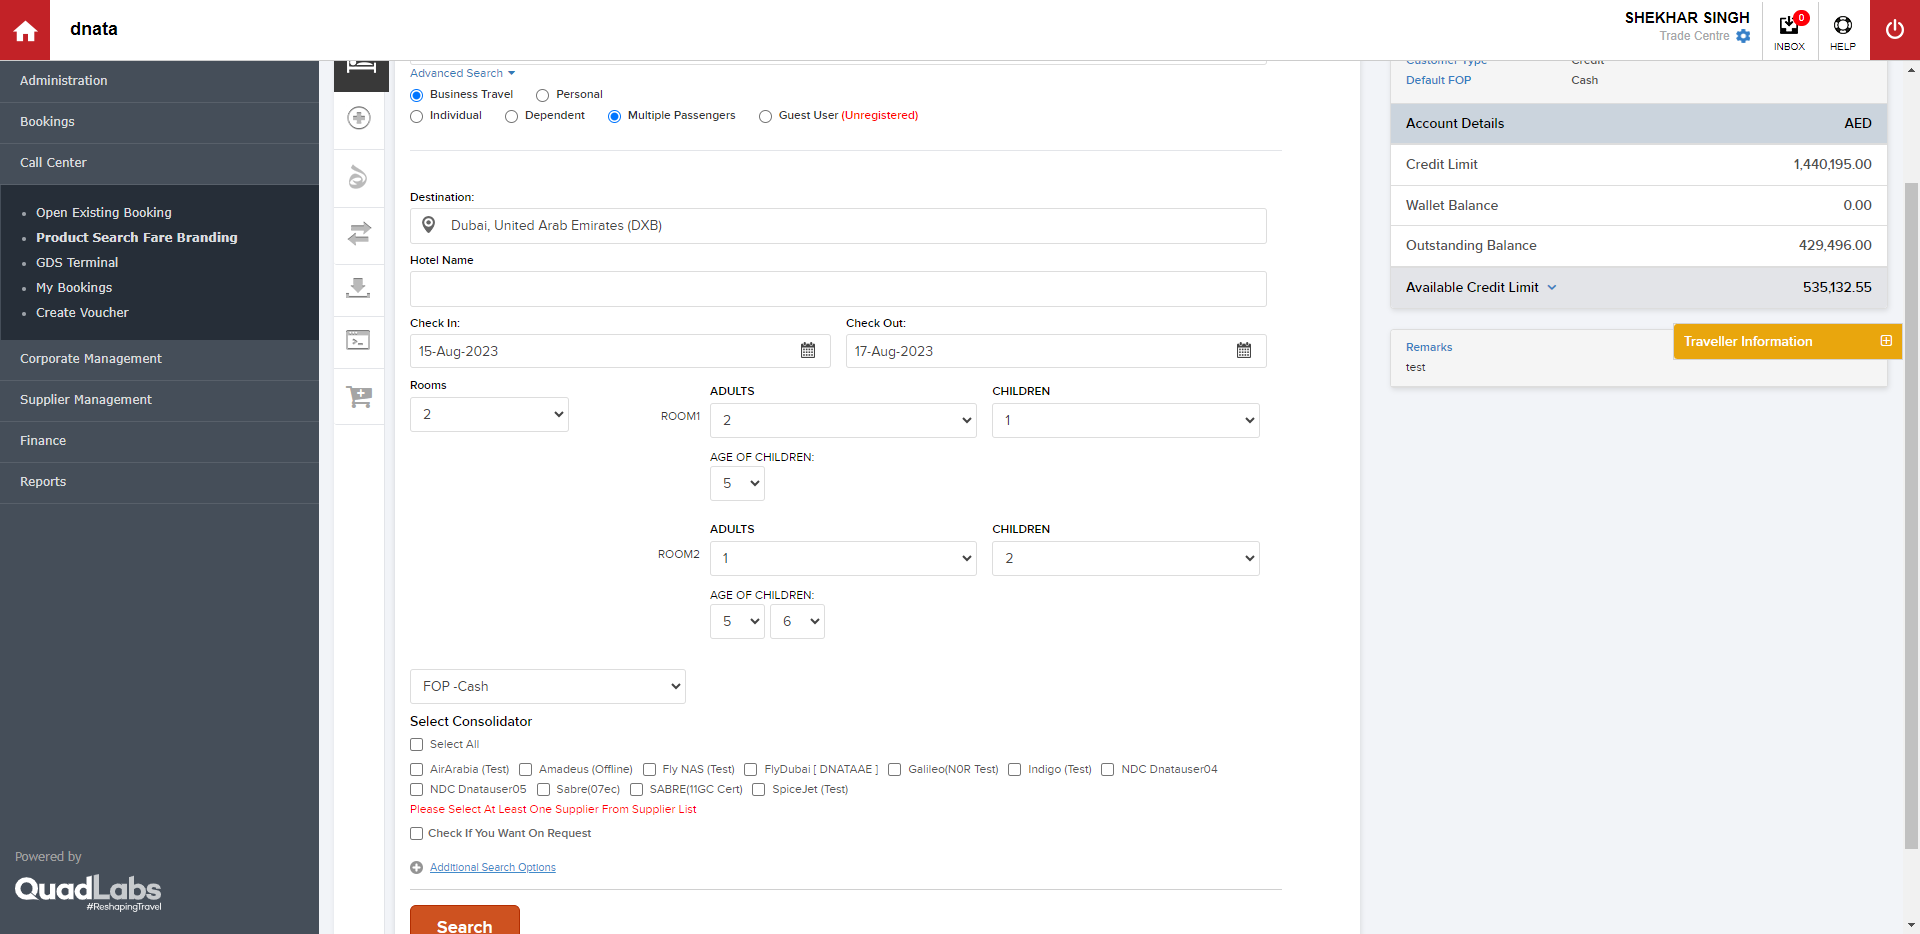 dnata
SHEKHAR SINGH
Trade Centre
0
INBOX
HELP
Administration
Bookings
Call Center
Open Existing Booking
Product Search Fare Branding
GDS Terminal
My Bookings
Create Voucher
Corporate Management
Supplier Management
Finance
Reports
Powered by
QuadLabs
#ReshapingTravel
Advanced Search
Business Travel Personal
Individual Dependent Multiple Passengers Guest User (Unregistered)
Destination:
Dubai, United Arab Emirates (DXB)
Hotel Name
Check In: Check Out:
15-Aug-2023 17-Aug-2023
Rooms ADULTS CHILDREN
2 ROOM1 2 1
AGE OF CHILDREN:
5
ADULTS CHILDREN
ROOM2 1 2
AGE OF CHILDREN:
5 6
FOP -Cash
Select Consolidator
Select All
AirArabia (Test) Amadeus (Offline) Fly NAS (Test) FlyDubai [ DNATAAE ] Galileo(N0R Test) Indigo (Test) NDC Dnatauser04
NDC Dnatauser05 Sabre(07ec) SABRE(11GC Cert) SpiceJet (Test)
Please Select At Least One Supplier From Supplier List
Check If You Want On Request
Additional Search Options
Search
Customer Type Credit
Default FOP Cash
Account Details AED
Credit Limit 1,440,195.00
Wallet Balance 0.00
Outstanding Balance 429,496.00
Available Credit Limit 535,132.55
Traveller Information
Remarks
test